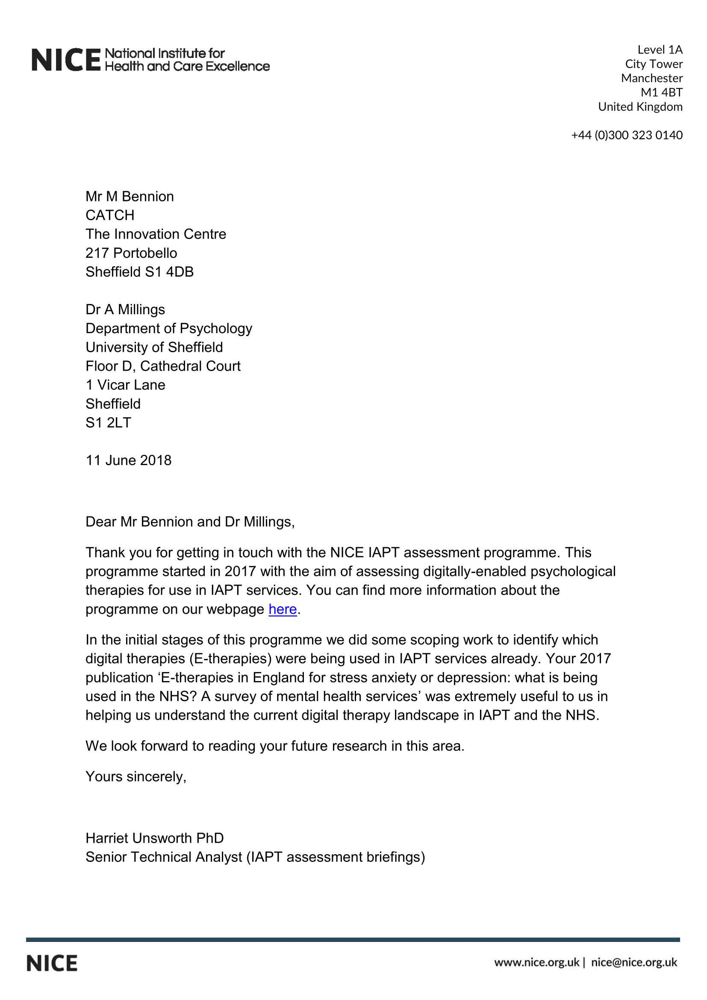 NICE National Institute for
Health and Care Excellence
Level 1A
City Tower
Manchester
M1 4BT
United Kingdom
+44 (0)300 323 0140
Mr M Bennion
CATCH
The Innovation Centre
217 Portobello
Sheffield S1 4DB
Dr A Millings
Department of Psychology
University of Sheffield
Floor D, Cathedral Court
1 Vicar Lane
Sheffield
S1 2LT
11 June 2018
Dear Mr Bennion and Dr Millings,
Thank you for getting in touch with the NICE IAPT assessment programme. This
programme started in 2017 with the aim of assessing digitally-enabled psychological
therapies for use in IAPT services. You can find more information about the
programme on our webpage here.
In the initial stages of this programme we did some scoping work to identify which
digital therapies (E-therapies) were being used in IAPT services already. Your 2017
publication ‘E-therapies in England for stress anxiety or depression: what is being
used in the NHS? A survey of mental health services’ was extremely useful to us in
helping us understand the current digital therapy landscape in IAPT and the NHS.
We look forward to reading your future research in this area.
Yours sincerely,
Harriet Unsworth PhD
Senior Technical Analyst (IAPT assessment briefings)
NICE
www.nice.org.uk | nice@nice.org.uk